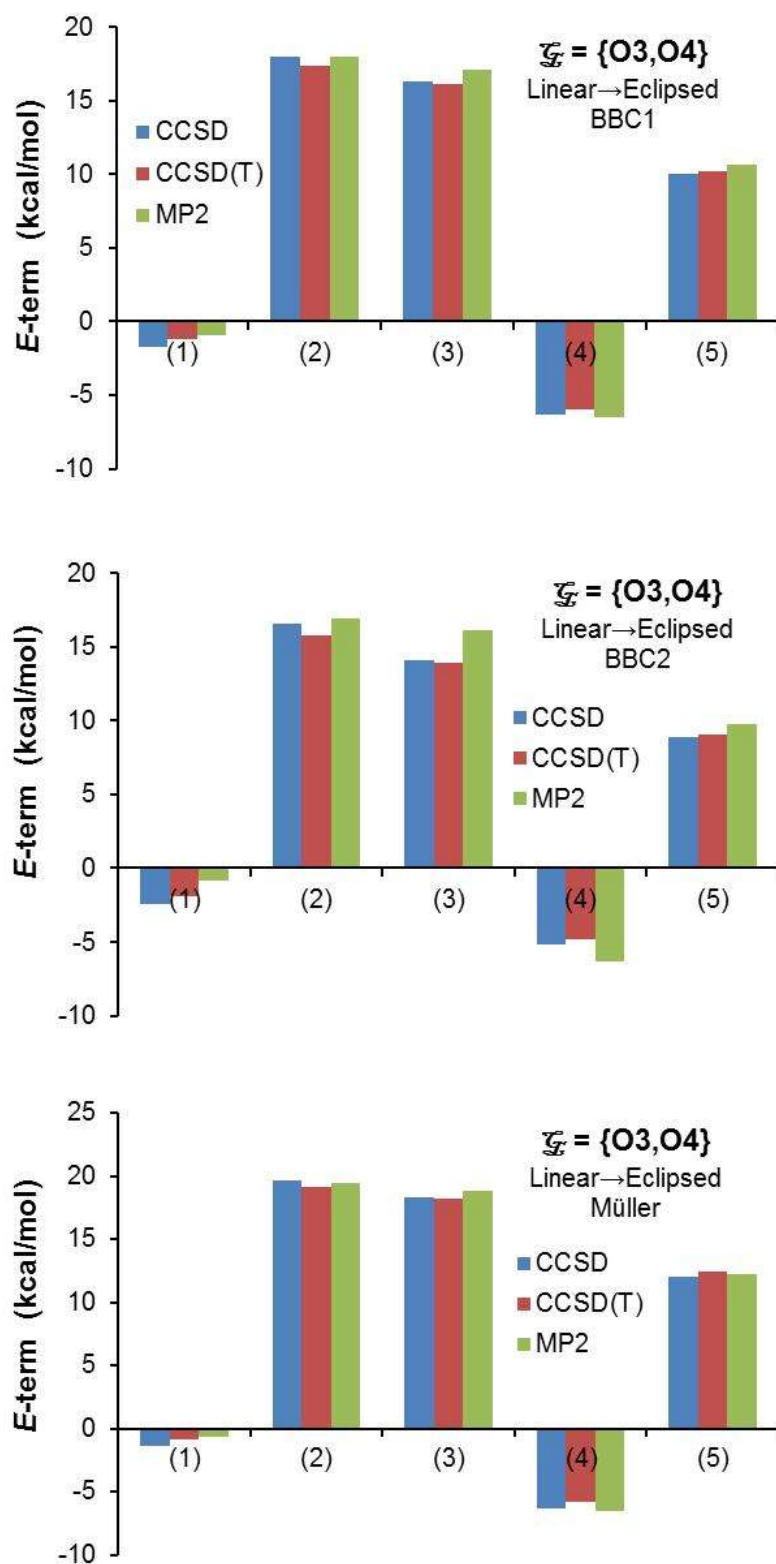 20
15
10
5
0
-5
-10
E-term (kcal/mol)
CCSD
CCSD(T)
MP2
= {O3,O4}
Linear→Eclipsed
BBC1
(1) (2) (3) (4) (5)
20
15
10
5
0
-5
-10
E-term (kcal/mol)
= {O3,O4}
Linear→Eclipsed
BBC2
CCSD
CCSD(T)
MP2
(1) (2) (3) (4) (5)
25
20
15
10
5
0
-5
-10
E-term (kcal/mol)
= {O3,O4}
Linear→Eclipsed
Müller
CCSD
CCSD(T)
MP2
(1) (2) (3) (4) (5)